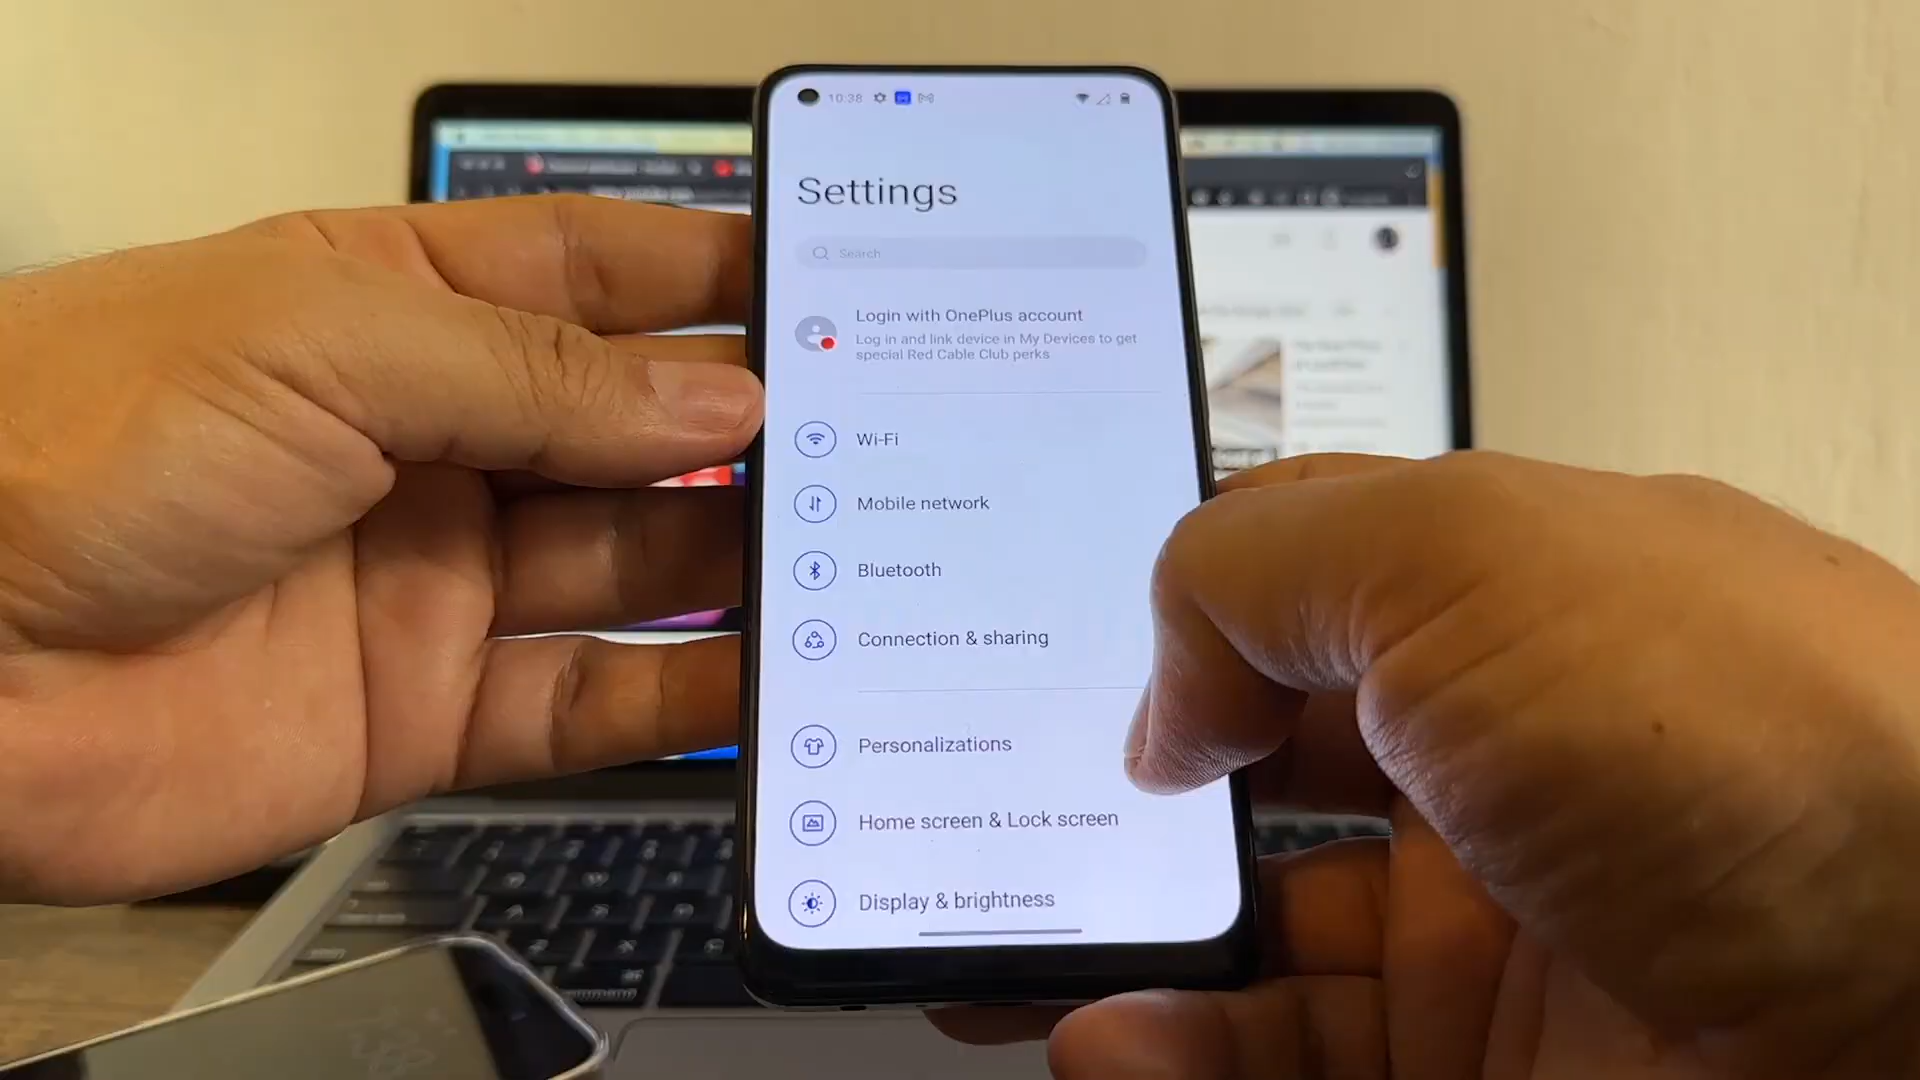 10:38
Settings
Search
Login with OnePlus account
Log in and link device in My Devices to get
special Red Cable Club perks
Wi-Fi
Mobile network
Bluetooth
Connection & sharing
Personalizations
Home screen & Lock screen
Display & brightness